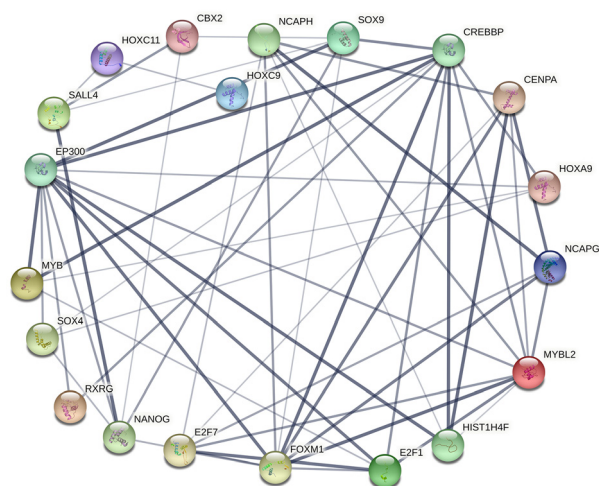 CBX2
NCAPH
SOX9
CREBBP
HOXC11
HOXC9
CENPA
SALL4
EP300
HOXA9
NCAPG
MYB
SOX4
MYBL2
RXRG
NANOG
E2F7
FOXM1
E2F1
HIST1H4F